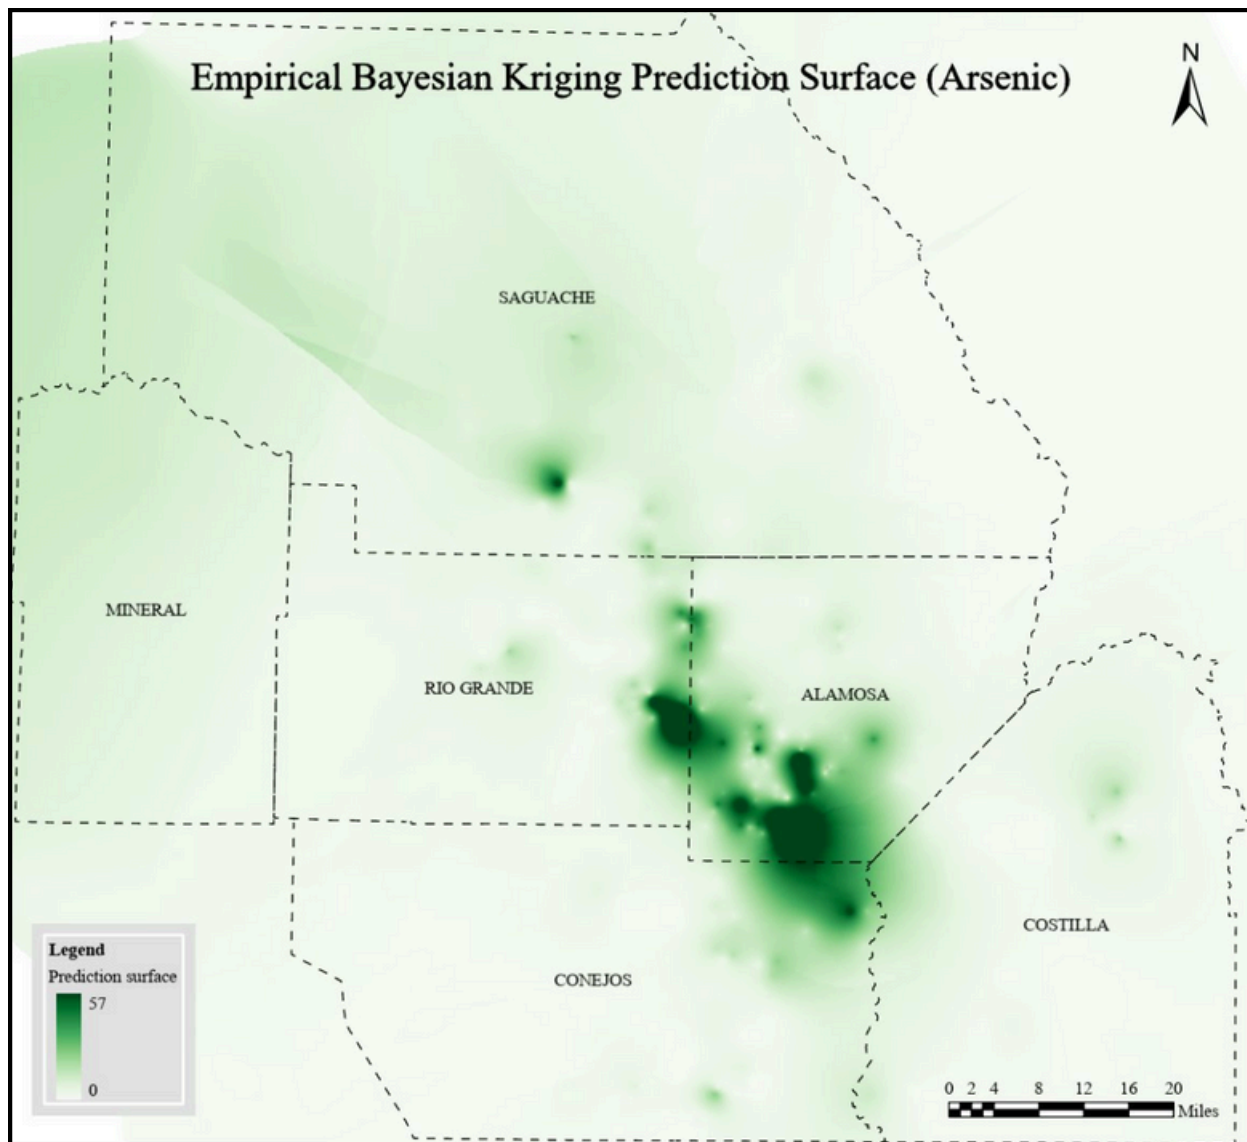 Empirical Bayesian Kriging Prediction Surface (Arsenic)
N
SAGUACHE
MINERAL
RIO GRANDE
ALAMOSA
COSTILLA
CONEJOS
Legend
Prediction surface
57
0
0 2 4 8 12 16 20
Miles